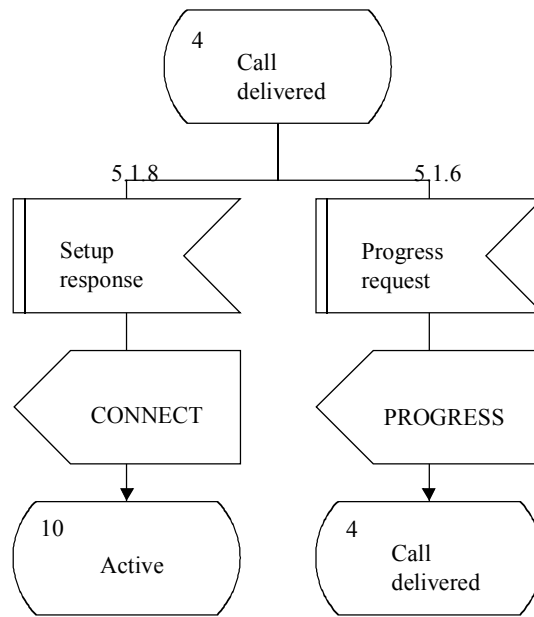 4
Call
delivered
5.1.8
5.1.6
Setup
response
Progress
request
CONNECT
PROGRESS
10
Active
4
Call
delivered